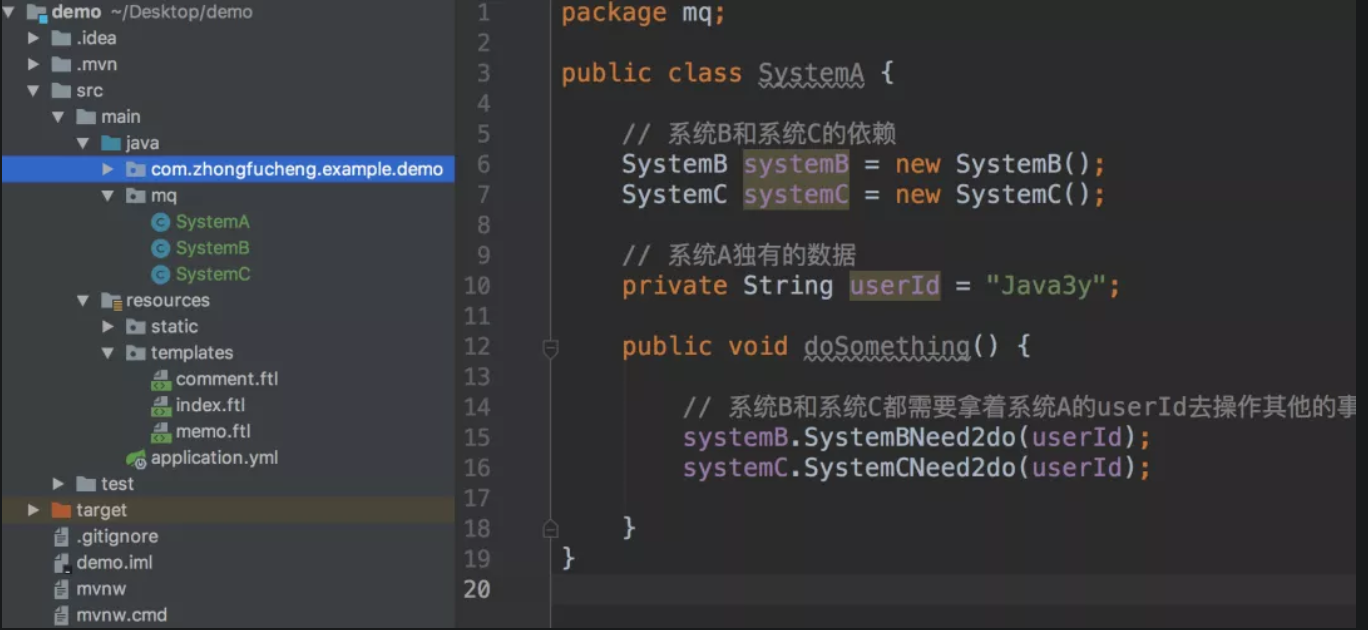 demo ~/Desktop/demo
.idea
.mvn
src
main
java
com.zhongfucheng.example.demo
mq
SystemA
SystemB
SystemC
resources
static
templates
comment.ftl
index.ftl
memo.ftl
application.yml
test
target
.gitignore
demo.iml
mvnw
mvnw.cmd
1 package mq;
2
3 public class SystemA {
4
5 // 系统B和系统C的依赖
6 SystemB systemB = new SystemB();
7 SystemC systemC = new SystemC();
8
9 // 系统A独有的数据
10 private String userId = "Java3y";
11
12 public void doSomething() {
13
14 // 系统B和系统C都需要拿着系统A的userId去操作其他的事
15 systemB.SystemBNeed2do(userId);
16 systemC.SystemCNeed2do(userId);
17
18 }
19 }
20